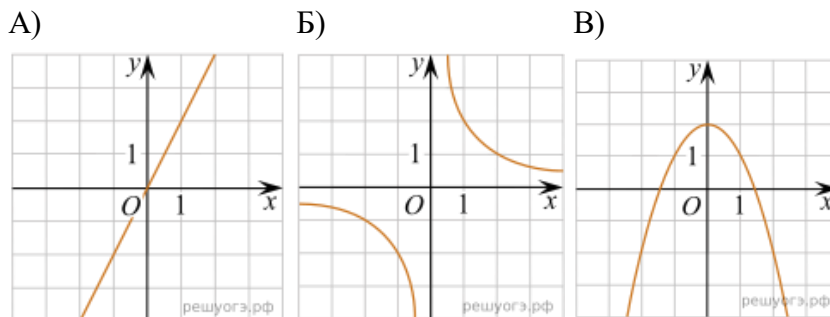 А) Б) В)
y y y
1 1 1
O 1 x O 1 x O 1 x
решуогэ.рф решуогэ.рф решуогэ.рф